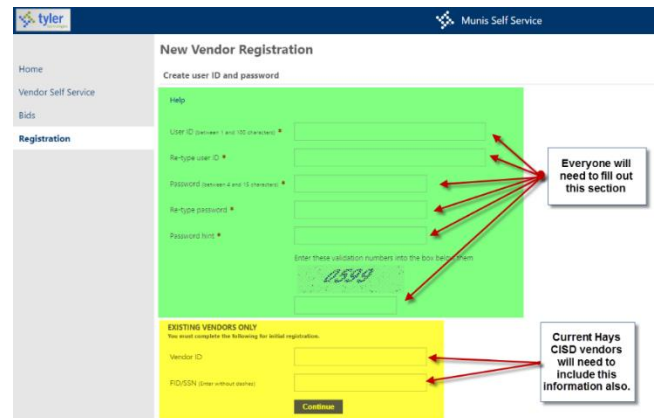 tyler
Munis Self Service
New Vendor Registration
Home
Vendor Self Service
Bids
Registration
Create user ID and password
Help
User ID (between 1 and 100 characters)
Re-type user ID
Password (between 4 and 15 characters)
Re-type password
Password hint
Enter these validation numbers into the box below them
0599
Everyone will
need to fill out
this section
EXISTING VENDORS ONLY
You must complete the following for initial registration.
Vendor ID
FID/SSN (Enter without dashes)
Continue
Current Hays
CISD vendors
will need to
include this
information also.